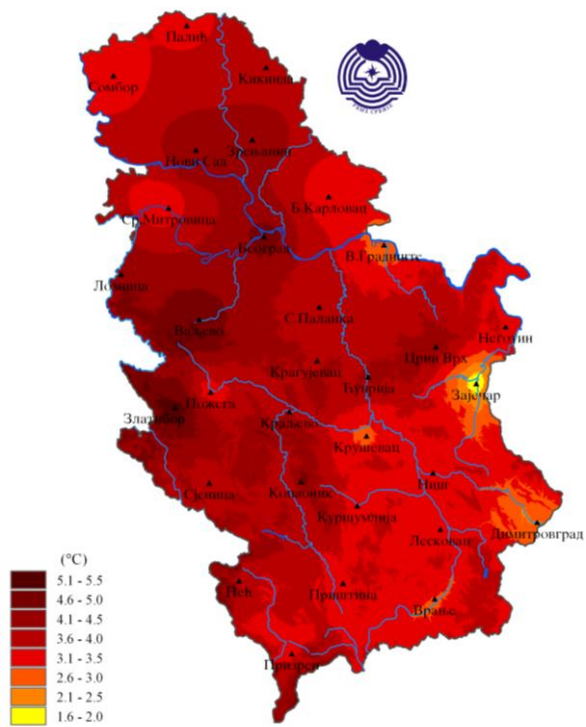 Палић
Сомбор
Кикинда
Нови Сад
Зрењанин
Ср.Митровица
Б.Карловац
Београд
В.Градиште
Лозница
Ваљево
С.Паланка
Неготин
Црни Врх
Крагујевац
Ћуприја
Зајечар
Пожега
Златибор
Краљево
Крушевац
Ниш
Сјеница
Копаоник
Куршумлија
Димитровград
Лесковац
Пећ
Приштина
Врање
Призрен
(°C)
5.1 - 5.5
4.6 - 5.0
4.1 - 4.5
3.6 - 4.0
3.1 - 3.5
2.6 - 3.0
2.1 - 2.5
1.6 - 2.0